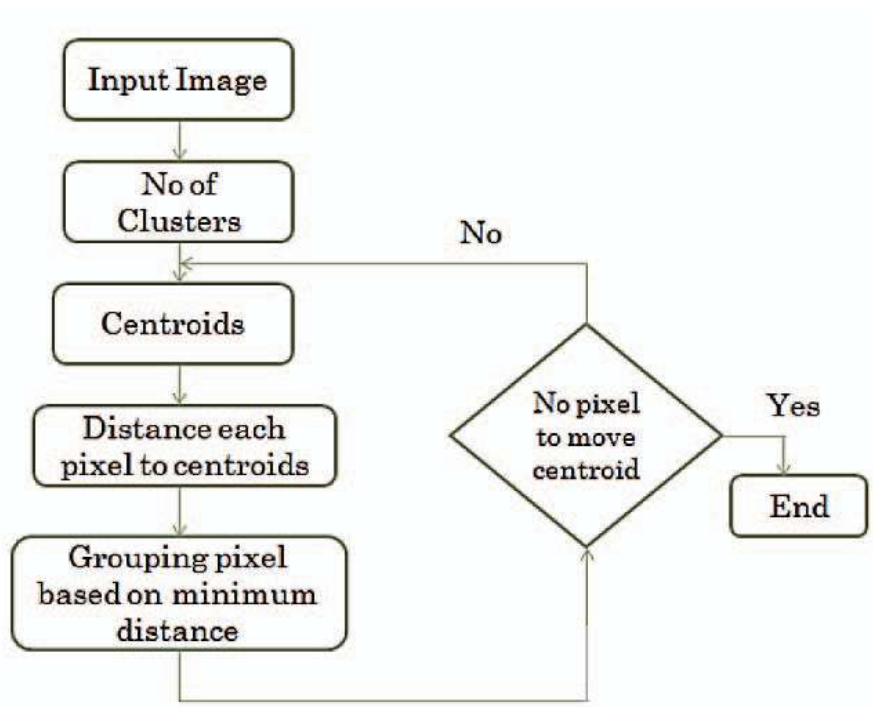 Input Image
No of
Clusters
No
Centroids
Distance each
pixel to centroids
Grouping pixel
based on minimum
distance
No pixel
to move
centroid
Yes
End